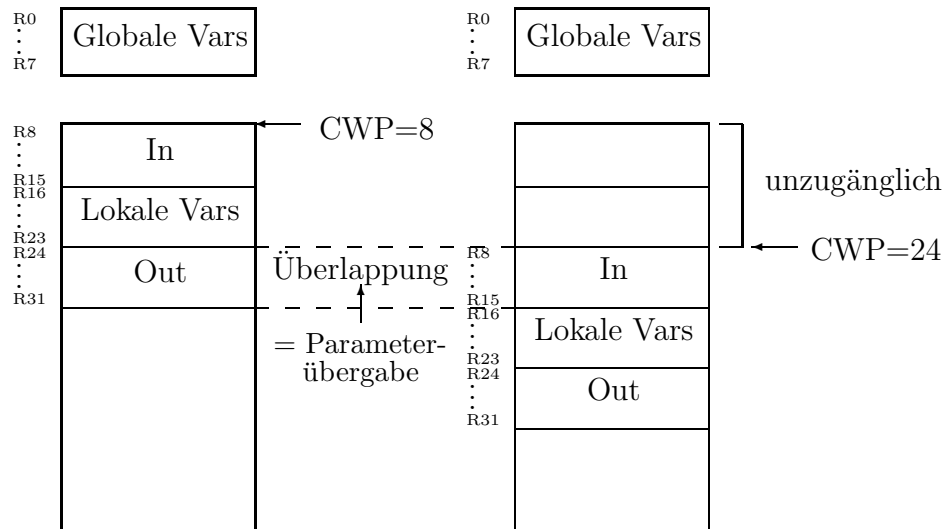 R0
R7
Globale Vars
R0
R7
Globale Vars
R8
R15
In
CWP=8
R16
R23
Lokale Vars
unzugänglich
R24
R31
Out
Überlappung
= Parameter-
übergabe
CWP=24
R8
R15
In
R16
R23
Lokale Vars
R24
R31
Out